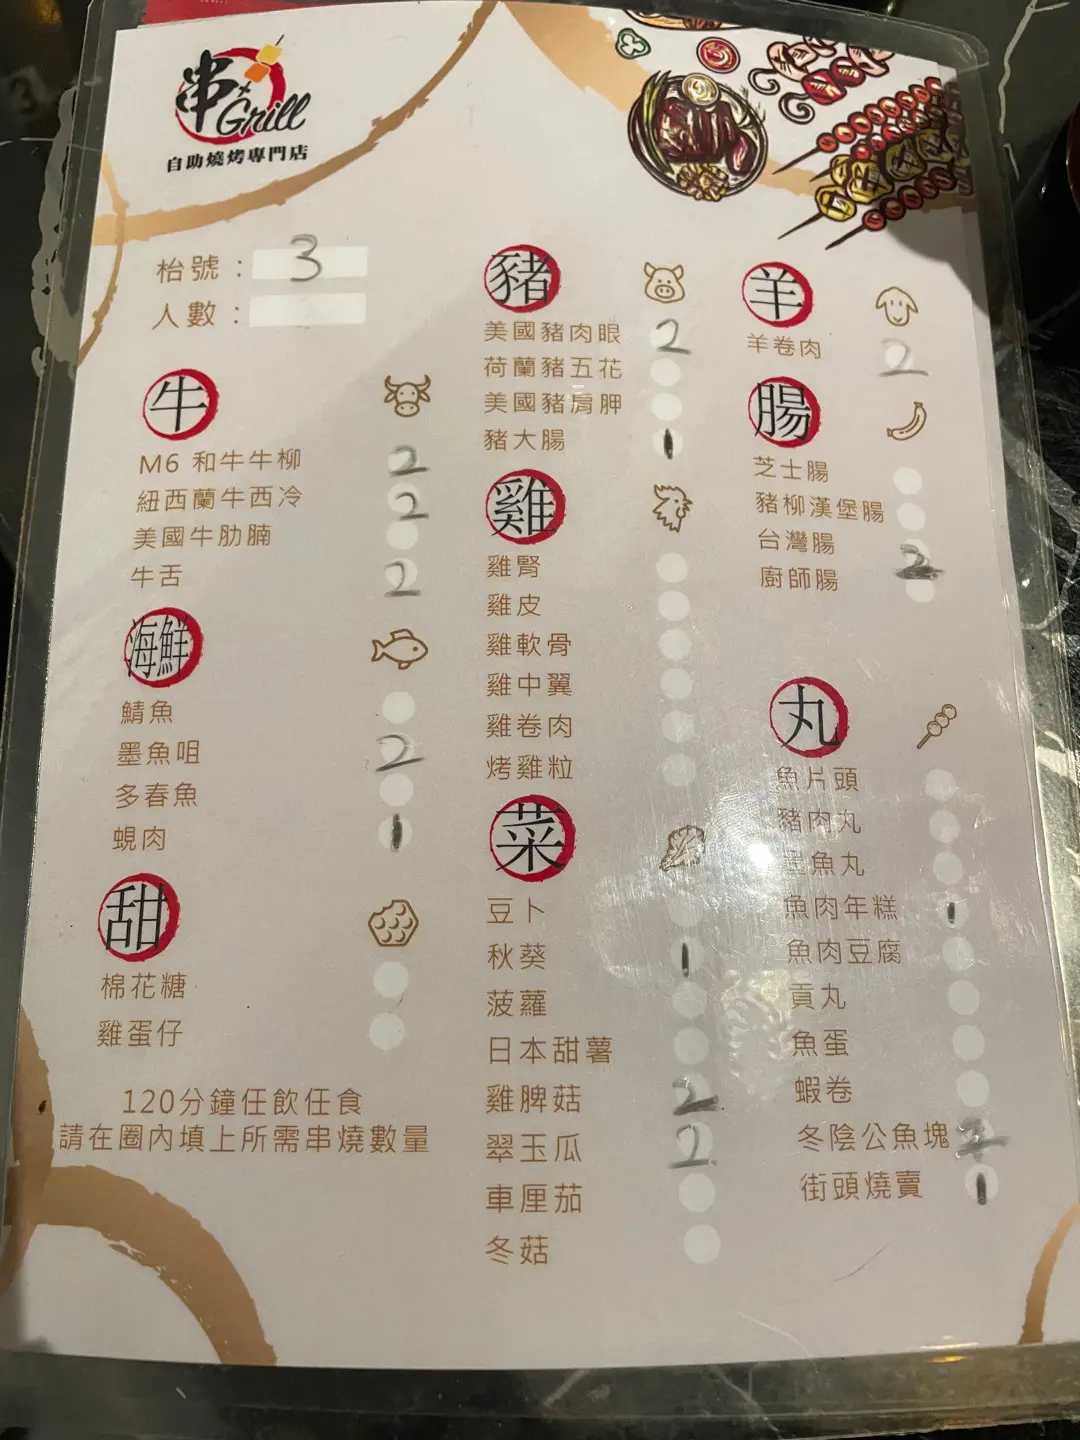 串
Grill
自助燒烤專門店
枱號： 3
人數：
牛
M6 和牛牛柳 2
紐西蘭牛西冷 2
美國牛肋腩
牛舌 2
海鮮
鯖魚
墨魚咀 2
多春魚
蜆肉 1
甜
棉花糖
雞蛋仔
120分鐘任飲任食
請在圈內填上所需串燒數量
豬
美國豬肉眼 2
荷蘭豬五花
美國豬肩胛
豬大腸 1
雞
雞腎
雞皮
雞軟骨
雞中翼
雞卷肉
烤雞粒
菜
豆卜
秋葵 1
菠蘿
日本甜薯
雞脾菇 2
翠玉瓜 2
車厘茄
冬菇
羊
羊卷肉 2
腸
芝士腸
豬柳漢堡腸
台灣腸
廚師腸 2
丸
魚片頭
豬肉丸
墨魚丸
魚肉年糕 1
魚肉豆腐
貢丸
魚蛋
蝦卷
冬陰公魚塊
街頭燒賣 1